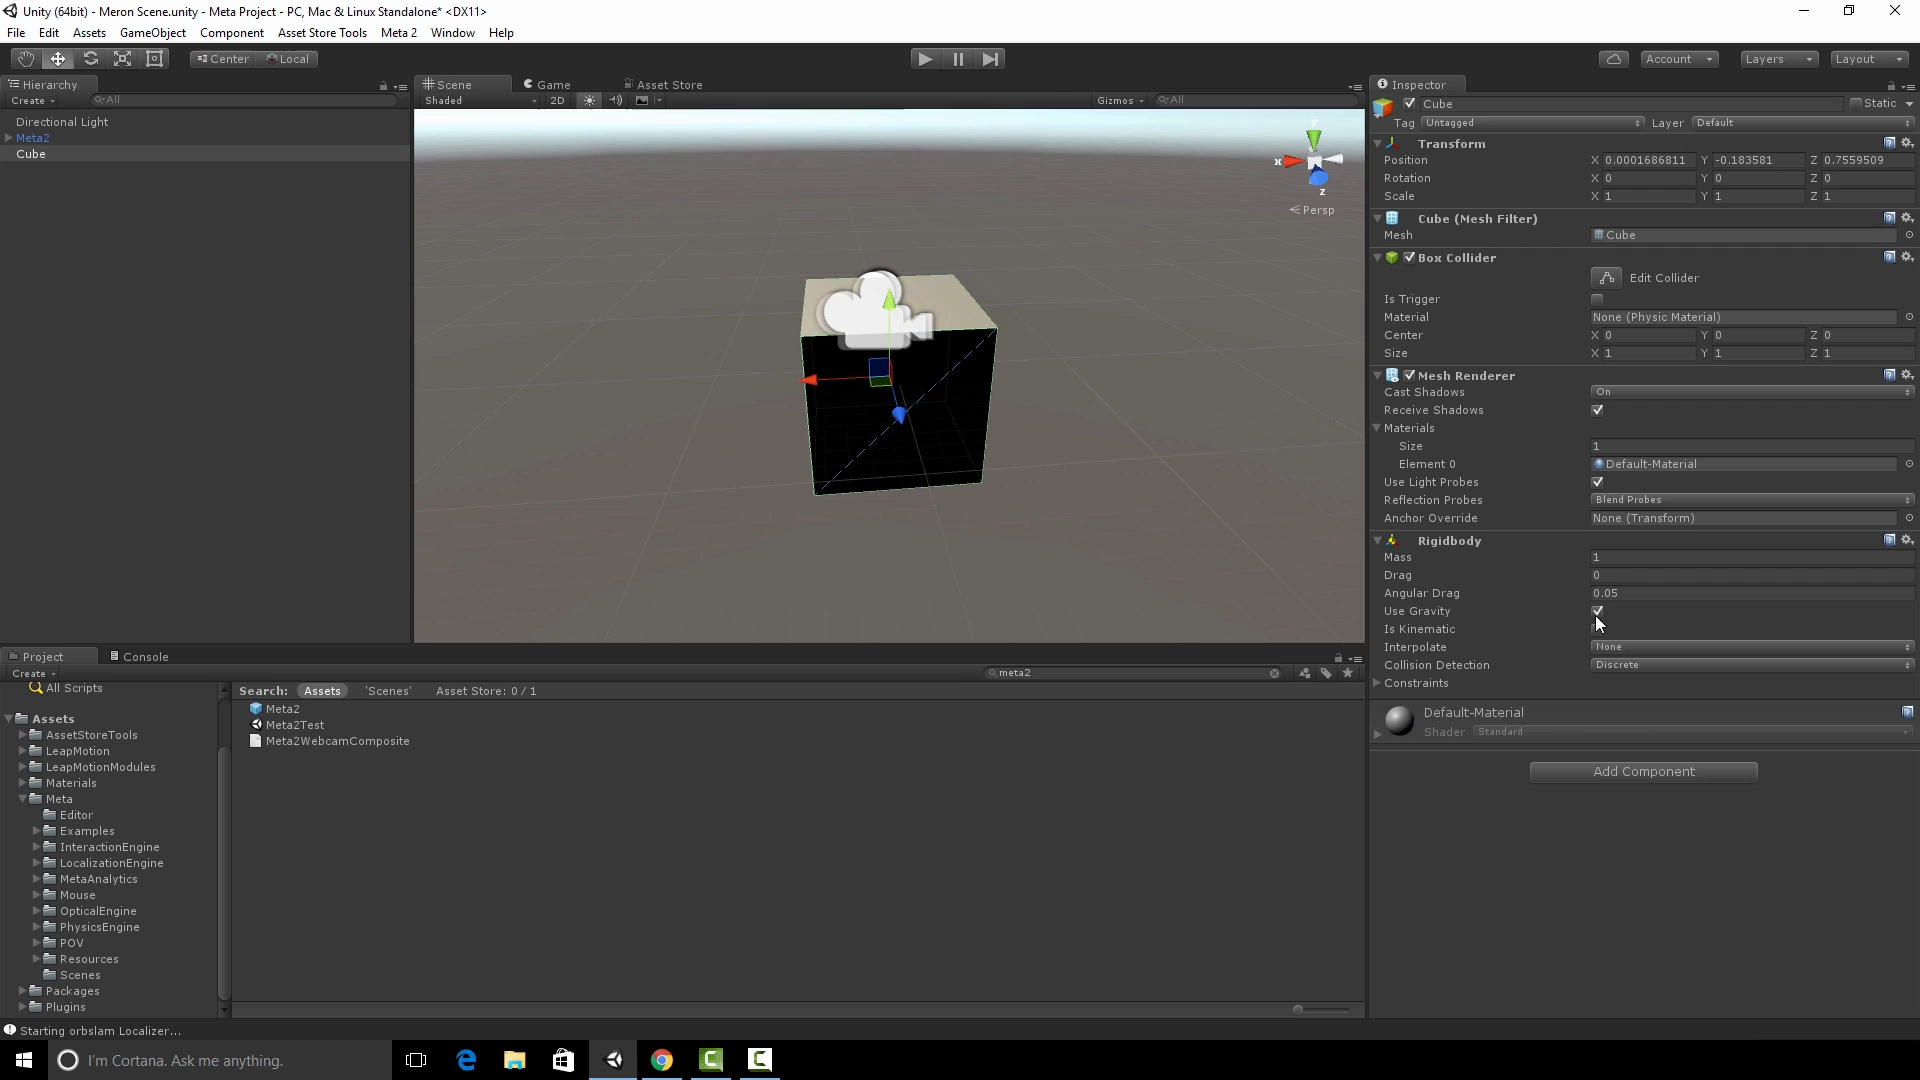 Unity (64bit) - Meron Scene.unity - Meta Project - PC, Mac & Linux Standalone* <DX11>
File Edit Assets GameObject Component Asset Store Tools Meta 2 Window Help
Center Local Account Layers Layout
Hierarchy
Create All
Directional Light
Meta2
Cube
Scene Game Asset Store
Shaded 2D Gizmos All
y
x
z
Persp
Inspector
Cube Static
Tag Untagged Layer Default
Transform
Position X 0.0001686811 Y -0.183581 Z 0.7559509
Rotation X 0 Y 0 Z 0
Scale X 1 Y 1 Z 1
Cube (Mesh Filter)
Mesh Cube
Box Collider
Edit Collider
Is Trigger
Material None (Physic Material)
Center X 0 Y 0 Z 0
Size X 1 Y 1 Z 1
Mesh Renderer
Cast Shadows On
Receive Shadows
Materials
Size 1
Element 0 Default-Material
Use Light Probes
Reflection Probes Blend Probes
Anchor Override None (Transform)
Rigidbody
Mass 1
Drag 0
Angular Drag 0.05
Use Gravity
Is Kinematic
Interpolate None
Collision Detection Discrete
Constraints
Default-Material
Shader Standard
Add Component
Project Console
Create meta2
All Scripts
Assets
AssetStoreTools
LeapMotion
LeapMotionModules
Materials
Meta
Editor
Examples
InteractionEngine
LocalizationEngine
MetaAnalytics
Mouse
OpticalEngine
PhysicsEngine
POV
Resources
Scenes
Packages
Plugins
Search: Assets 'Scenes' Asset Store: 0 / 1
Meta2
Meta2Test
Meta2WebcamComposite
Starting orbslam Localizer...
I'm Cortana. Ask me anything.